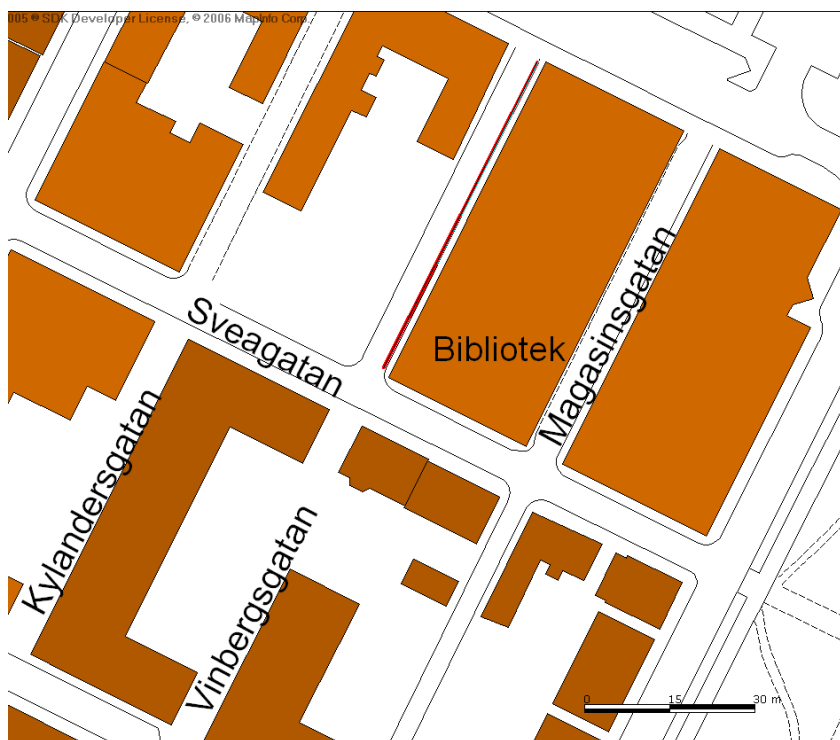 005 © SDK Developer License, © 2006 MapInfo Corp.
Sveagatan
Bibliotek
Magasinsgatan
Kylandersgatan
Vinbergsgatan
0 15 30 m